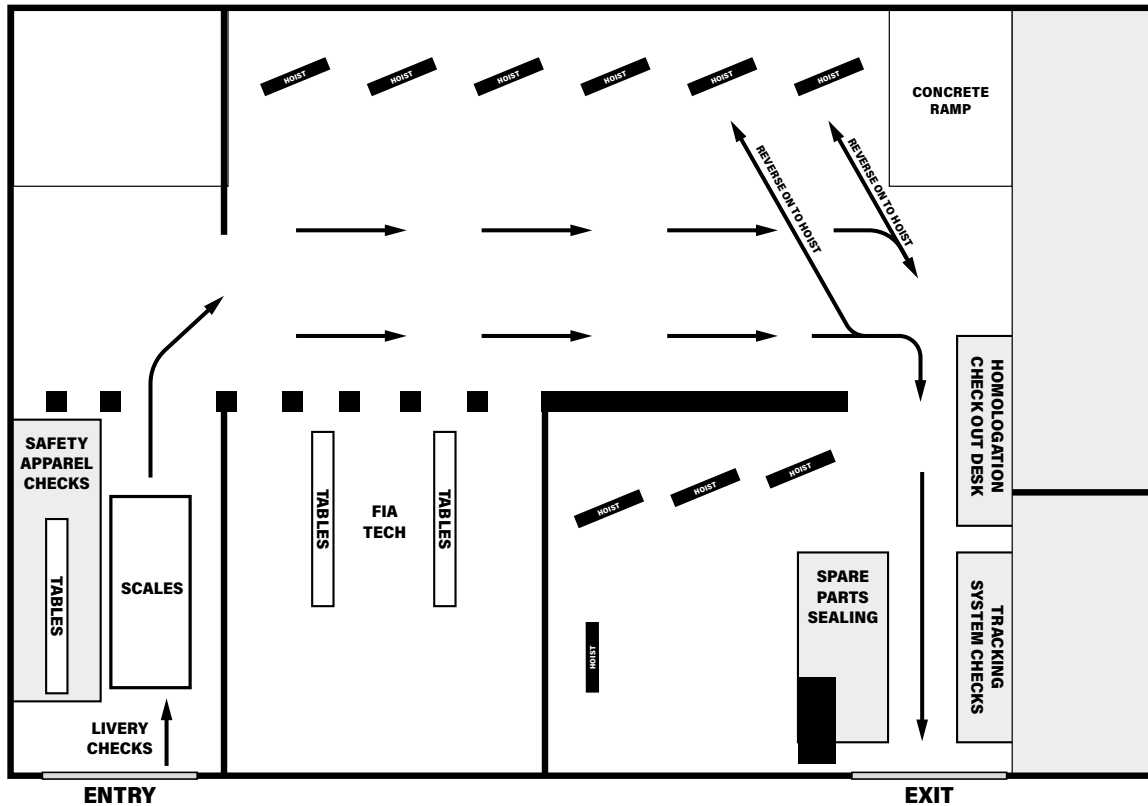 HOIST
HOIST
HOIST
HOIST
HOIST
HOIST
CONCRETE
RAMP
REVERSE ON TO HOIST
REVERSE ON TO HOIST
HOMOLOGATION
CHECK OUT DESK
SAFETY
APPAREL
CHECKS
TABLES
SCALES
TABLES
FIA
TECH
TABLES
HOIST
HOIST
HOIST
HOIST
SPARE
PARTS
SEALING
TRACKING
SYSTEM CHECKS
LIVERY
CHECKS
ENTRY
EXIT